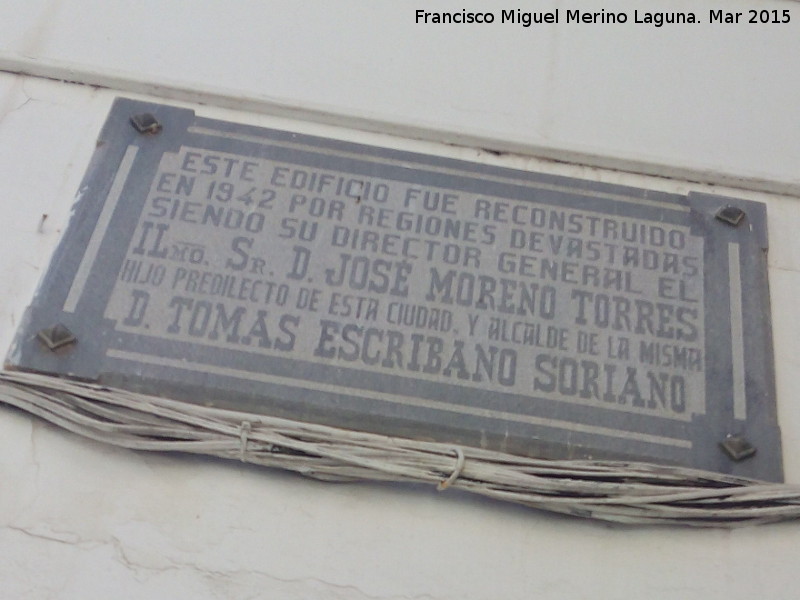 Francisco Miguel Merino Laguna. Mar 2015
ESTE EDIFICIO FUE RECONSTRUIDO
EN 1942 POR REGIONES DEVASTADAS
SIENDO SU DIRECTOR GENERAL EL
ILMO. SR. D. JOSÉ MORENO TORRES
HIJO PREDILECTO DE ESTA CIUDAD, Y ALCALDE DE LA MISMA
D. TOMAS ESCRIBANO SORIANO